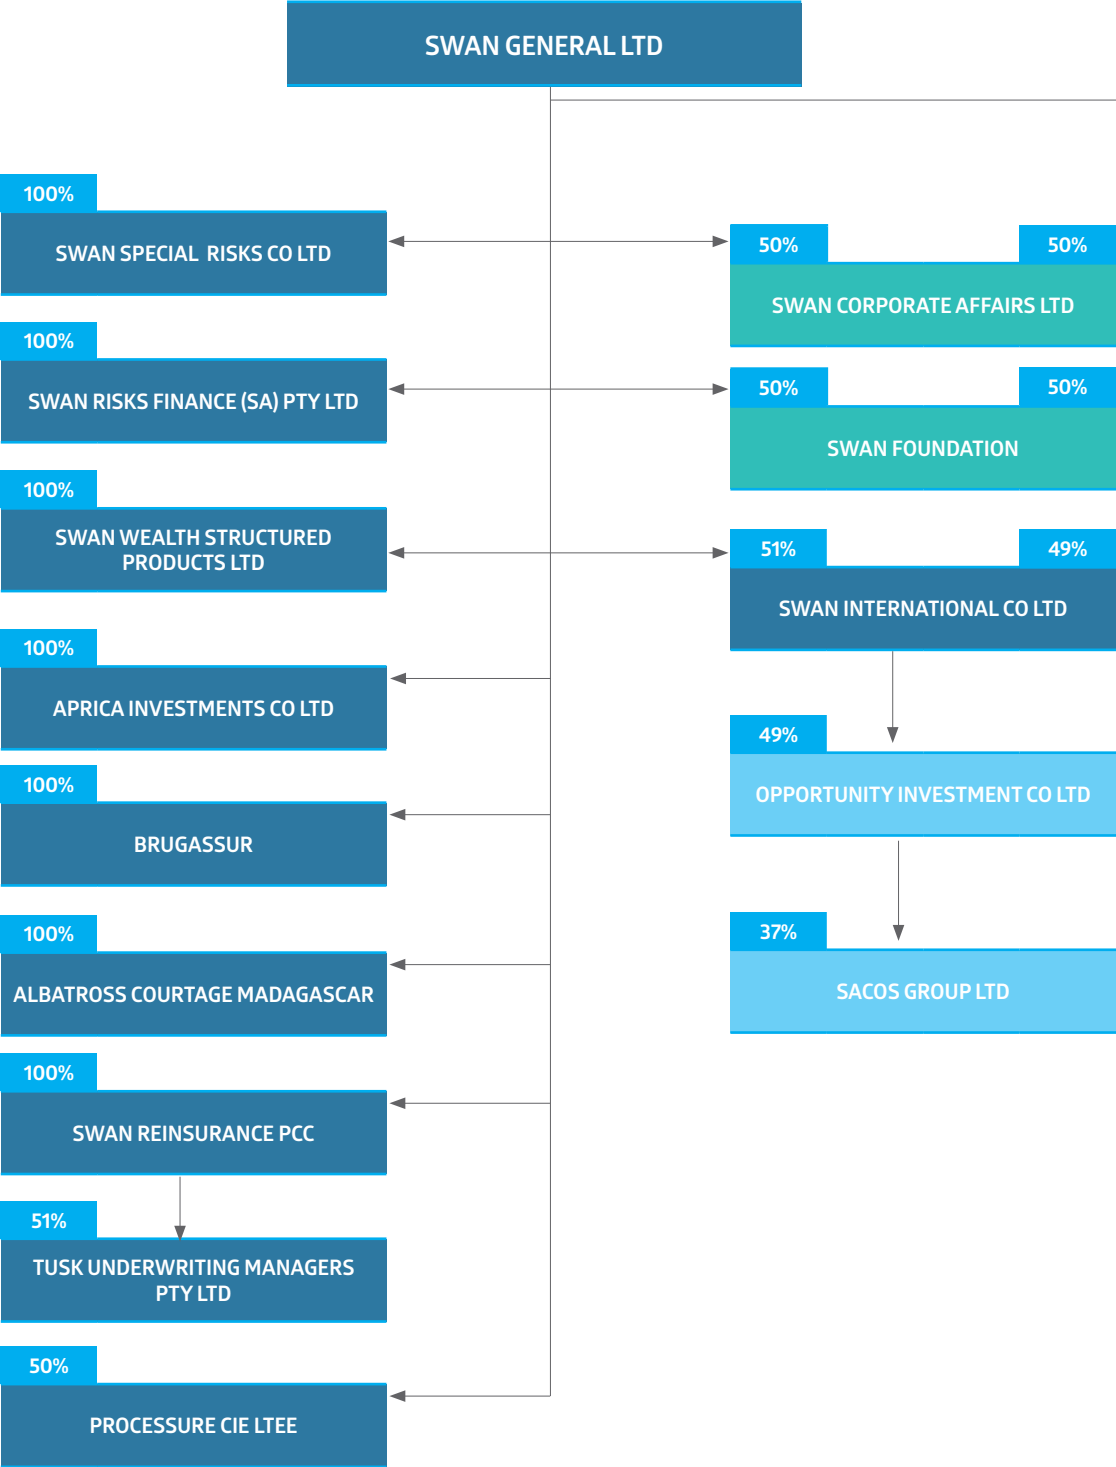 SWAN GENERAL LTD
100%
SWAN SPECIAL RISKS CO LTD
100%
SWAN RISKS FINANCE (SA) PTY LTD
100%
SWAN WEALTH STRUCTURED
PRODUCTS LTD
100%
APRICA INVESTMENTS CO LTD
100%
BRUGASSUR
100%
ALBATROSS COURTAGE MADAGASCAR
100%
SWAN REINSURANCE PCC
51%
TUSK UNDERWRITING MANAGERS
PTY LTD
50%
PROCESSURE CIE LTEE
50% 50%
SWAN CORPORATE AFFAIRS LTD
50% 50%
SWAN FOUNDATION
51% 49%
SWAN INTERNATIONAL CO LTD
49%
OPPORTUNITY INVESTMENT CO LTD
37%
SACOS GROUP LTD